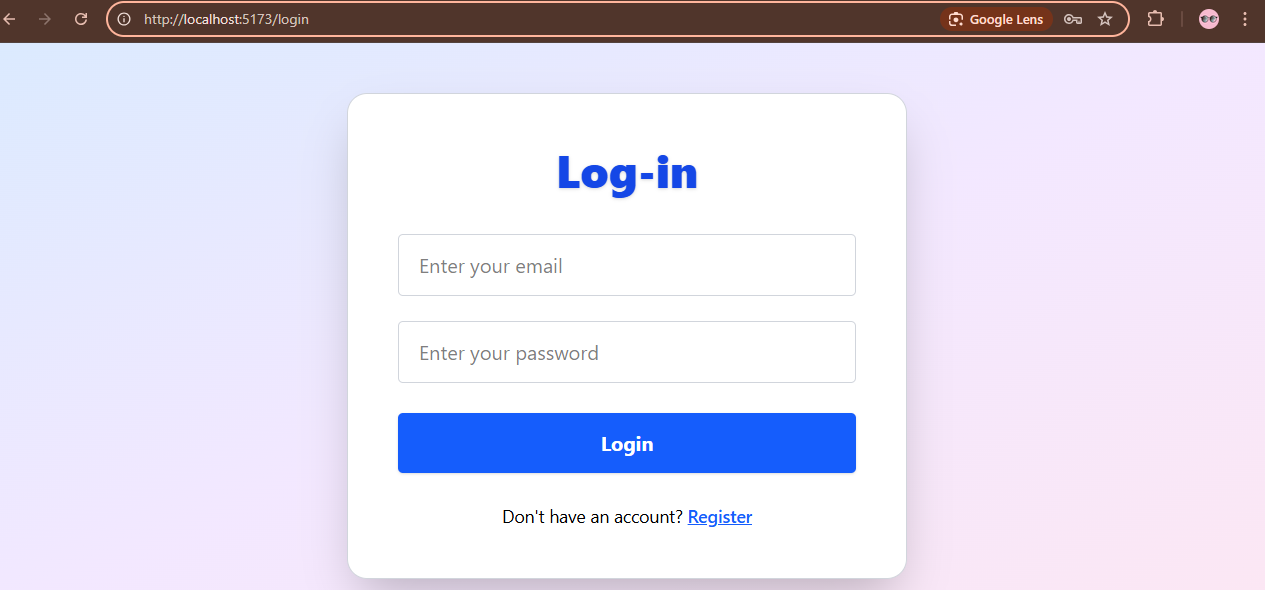 http://localhost:5173/login
Google Lens
Log-in
Enter your email
Enter your password
Login
Don't have an account? Register